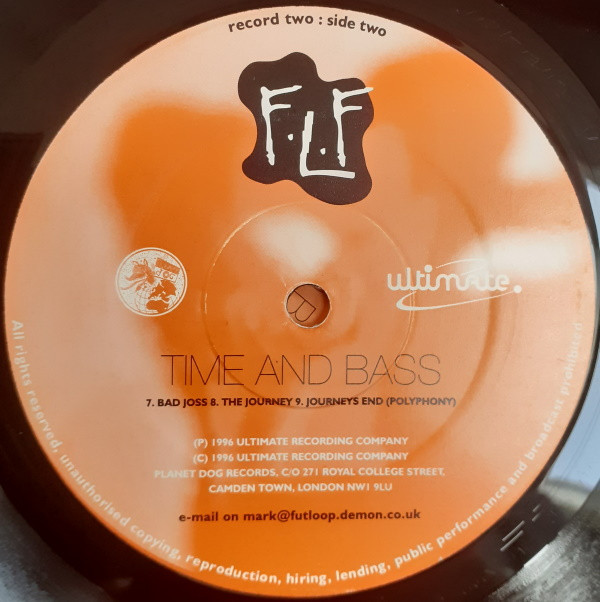 record two : side two
F.L.F
ultimate.
TIME AND BASS
7. BAD JOSS 8. THE JOURNEY 9. JOURNEYS END (POLYPHONY)
(P) 1996 ULTIMATE RECORDING COMPANY
(C) 1996 ULTIMATE RECORDING COMPANY
PLANET DOG RECORDS, C/O 271 ROYAL COLLEGE STREET,
CAMDEN TOWN, LONDON NW1 9LU
e-mail on mark@futloop.demon.co.uk
All rights reserved, unauthorised copying, reproduction, hiring, lending, public performance and broadcast prohibited